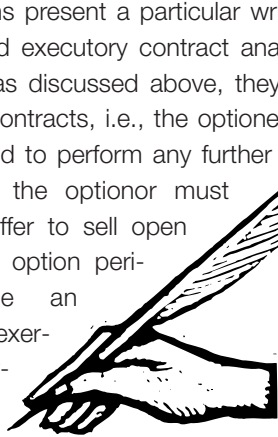 ns present a particular wr
d executory contract ana
as discussed above, they
contracts, i.e., the optione
d to perform any further
the optionor must
ffer to sell open
option peri-
e an
exer-
-